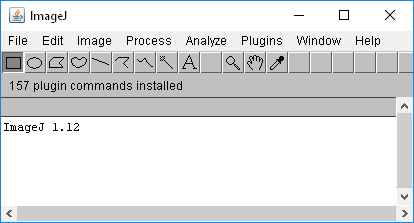 ImageJ
File Edit Image Process Analyze Plugins Window Help
A
157 plugin commands installed
ImageJ 1.12